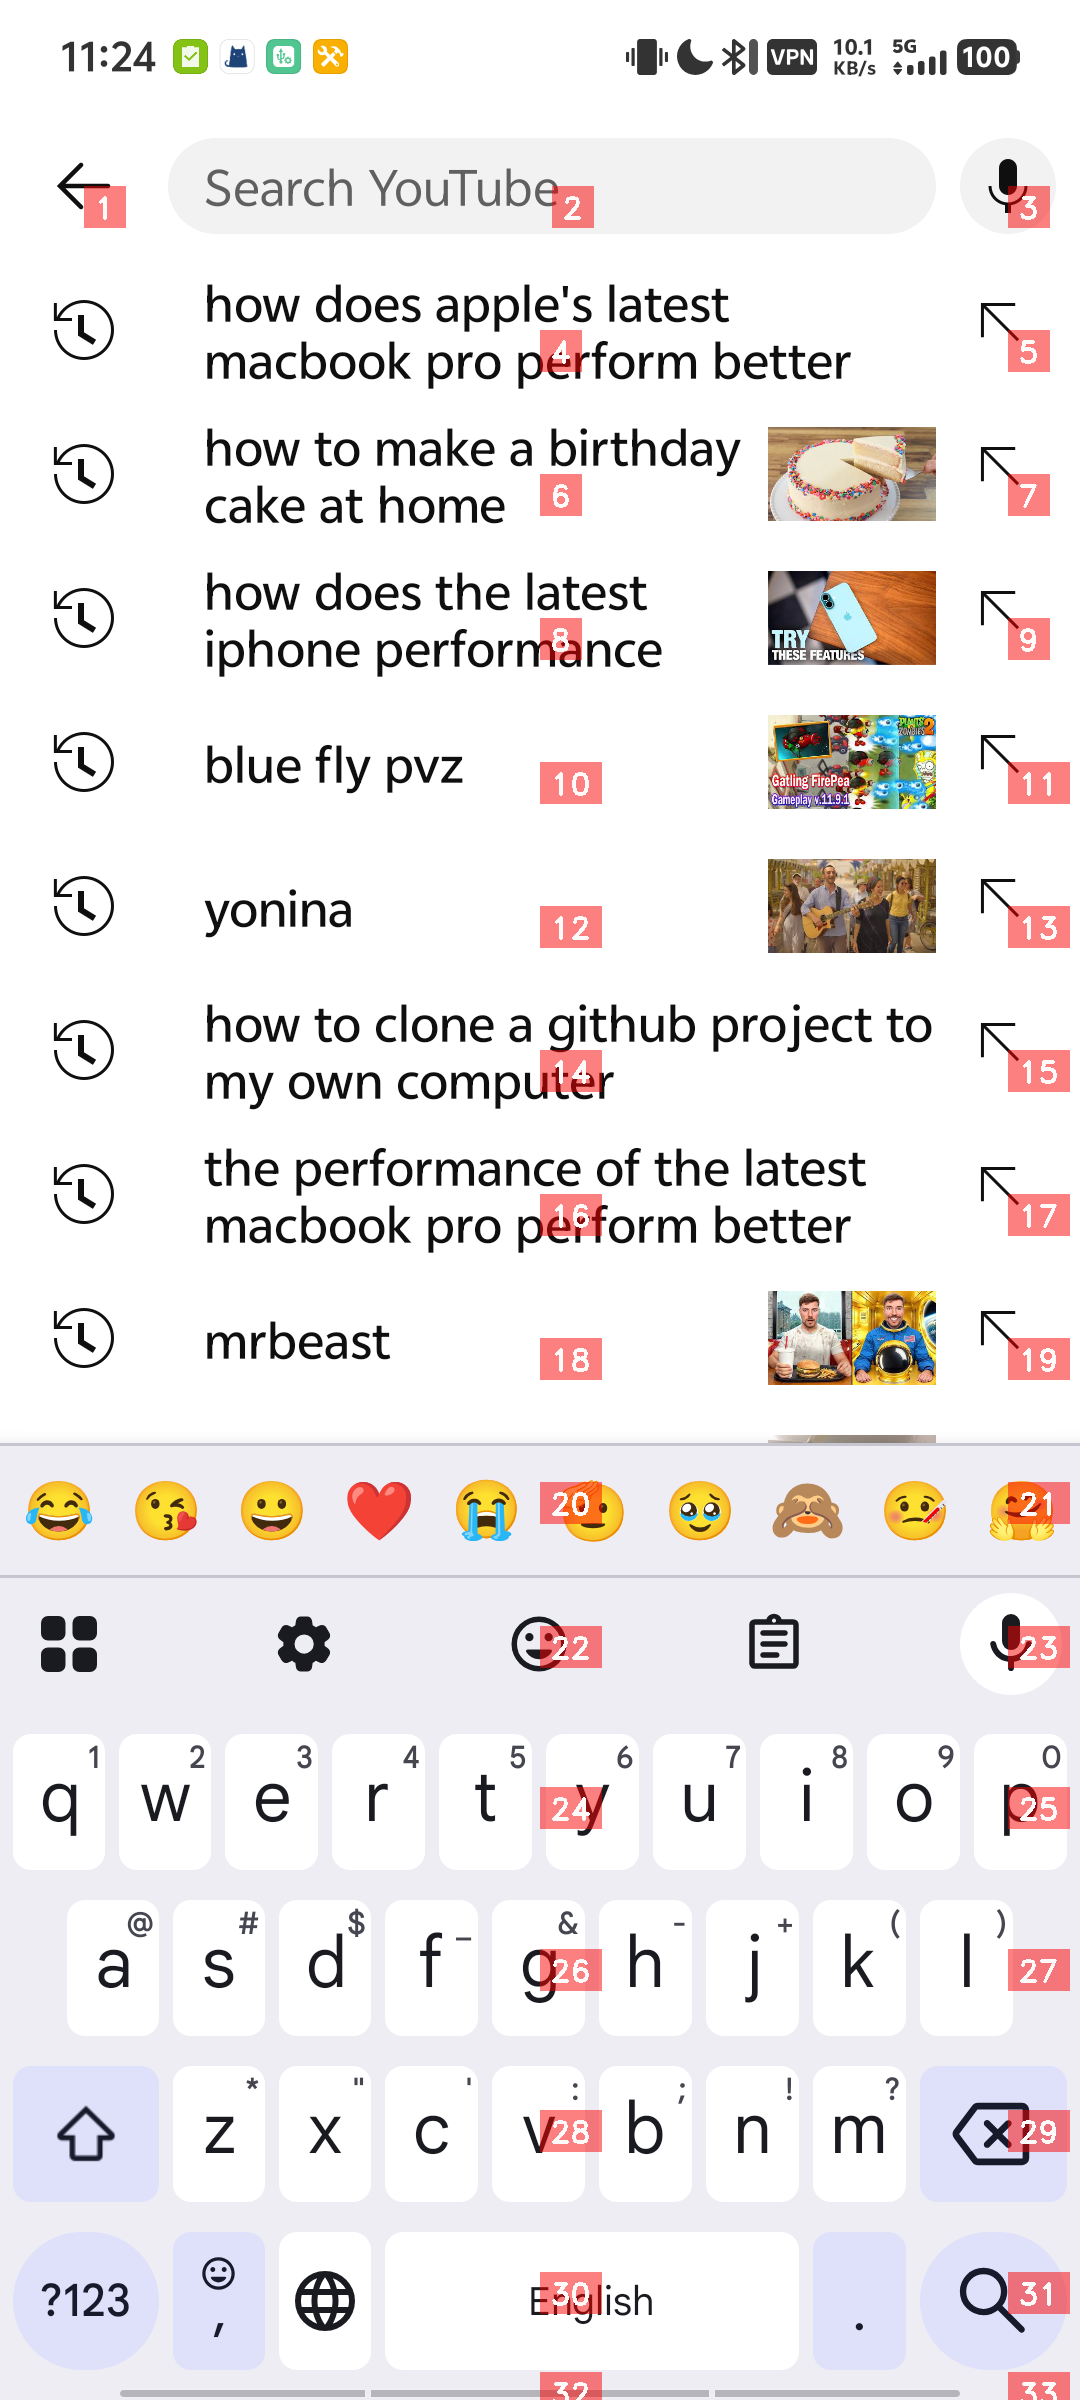 11:24
VPN
10.1
KB/s
5G
100
Search YouTube
1
2
3
how does apple's latest
macbook pro perform better
4
5
how to make a birthday
cake at home
6
7
how does the latest
iphone performance
TRY
THESE FEATURES
8
9
blue fly pvz
PLANTS
ZOMBIES 2
Gatling FirePea
Gameplay v.11.9.1
10
11
yonina
12
13
how to clone a github project to
my own computer
14
15
the performance of the latest
macbook pro perform better
16
17
mrbeast
18
19
20
21
22
23
1 2 3 4 5 6 7 8 9 0
q w e r t y u i o p
24
25
@ # $ _ & - + ( )
a s d f g h j k l
26
27
* " ' : ; ! ?
z x c v b n m
28
29
?123 , English .
30
31
32
33